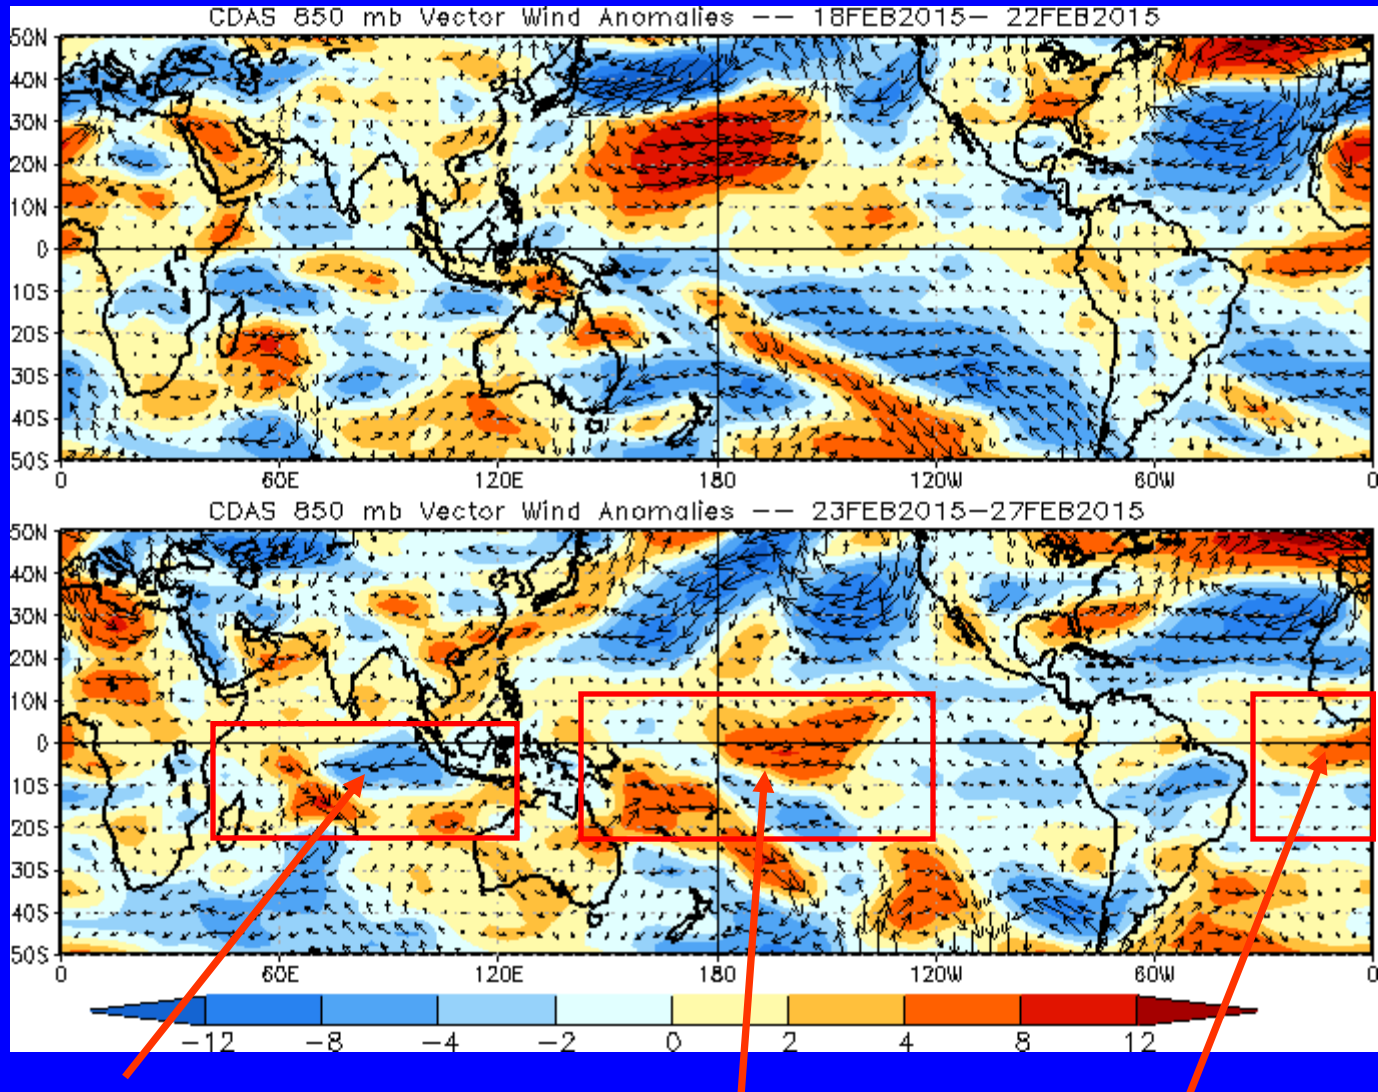 CDAS 850 mb Vector Wind Anomalies -- 18FEB2015- 22FEB2015
50N
40N
30N
20N
10N
0
10S
20S
30S
40S
50S
0 60E 120E 180 120W 60W 0
CDAS 850 mb Vector Wind Anomalies -- 23FEB2015-27FEB2015
50N
40N
30N
20N
10N
0
10S
20S
30S
40S
50S
0 60E 120E 180 120W 60W 0
-12 -8 -4 -2 0 2 4 8 12